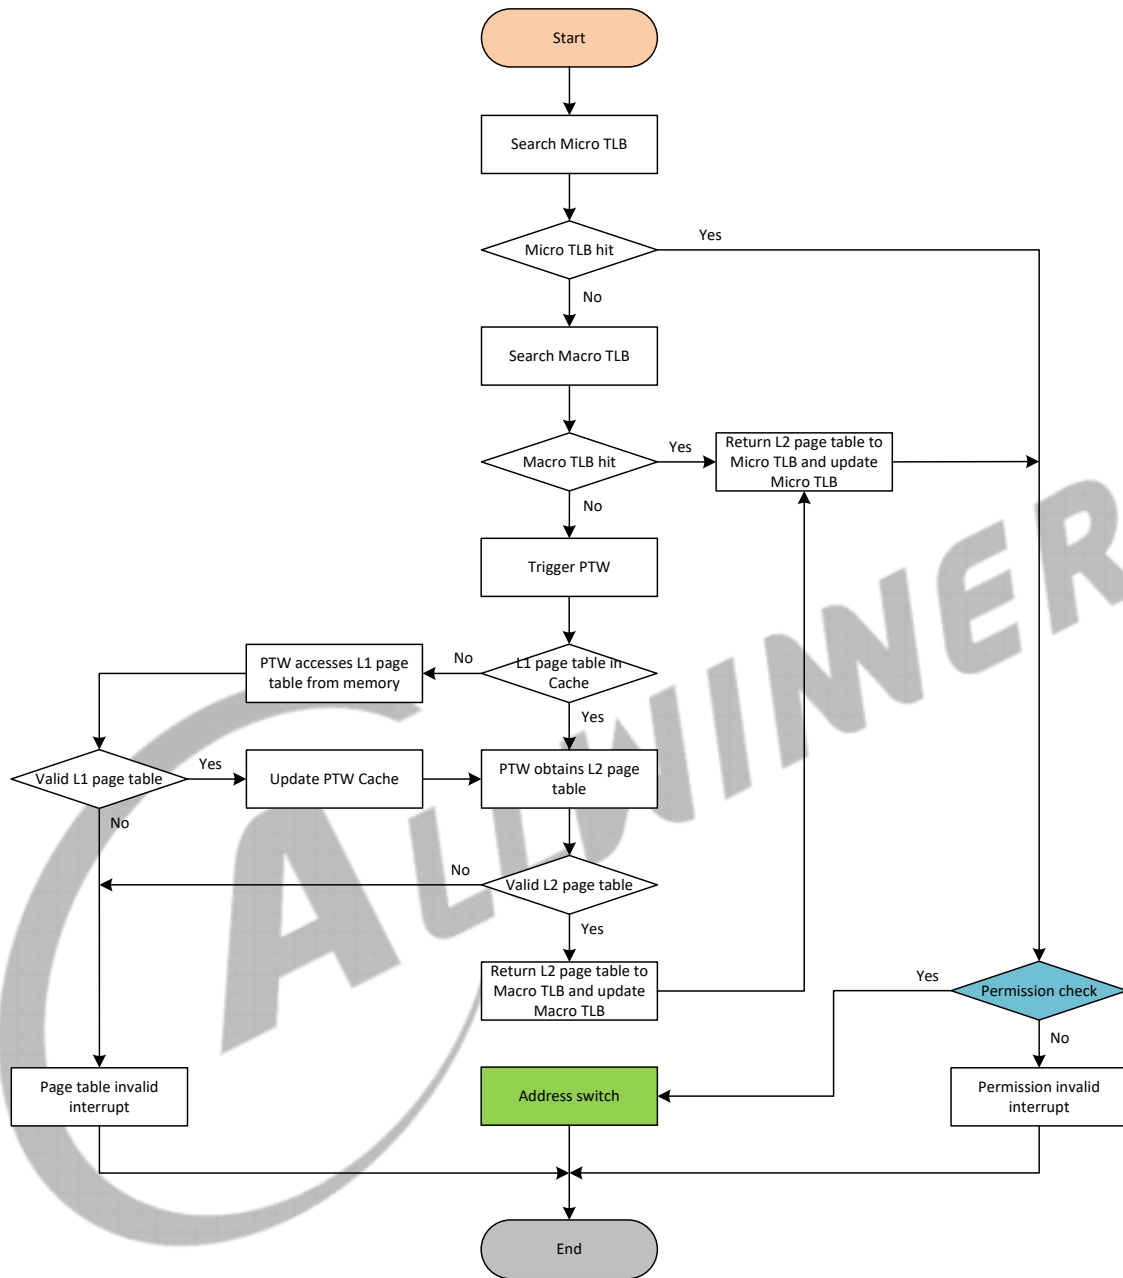 Start
Search Micro TLB
Micro TLB hit
Yes
No
Search Macro TLB
Macro TLB hit
Yes
Return L2 page table to
Micro TLB and update
Micro TLB
No
Trigger PTW
PTW accesses L1 page
table from memory
No
L1 page table in
Cache
Yes
Valid L1 page table
Yes
Update PTW Cache
PTW obtains L2 page
table
No
No
Valid L2 page table
Yes
Return L2 page table to
Macro TLB and update
Macro TLB
Yes
Permission check
No
Page table invalid
interrupt
Address switch
Permission invalid
interrupt
End
ALLWINNER